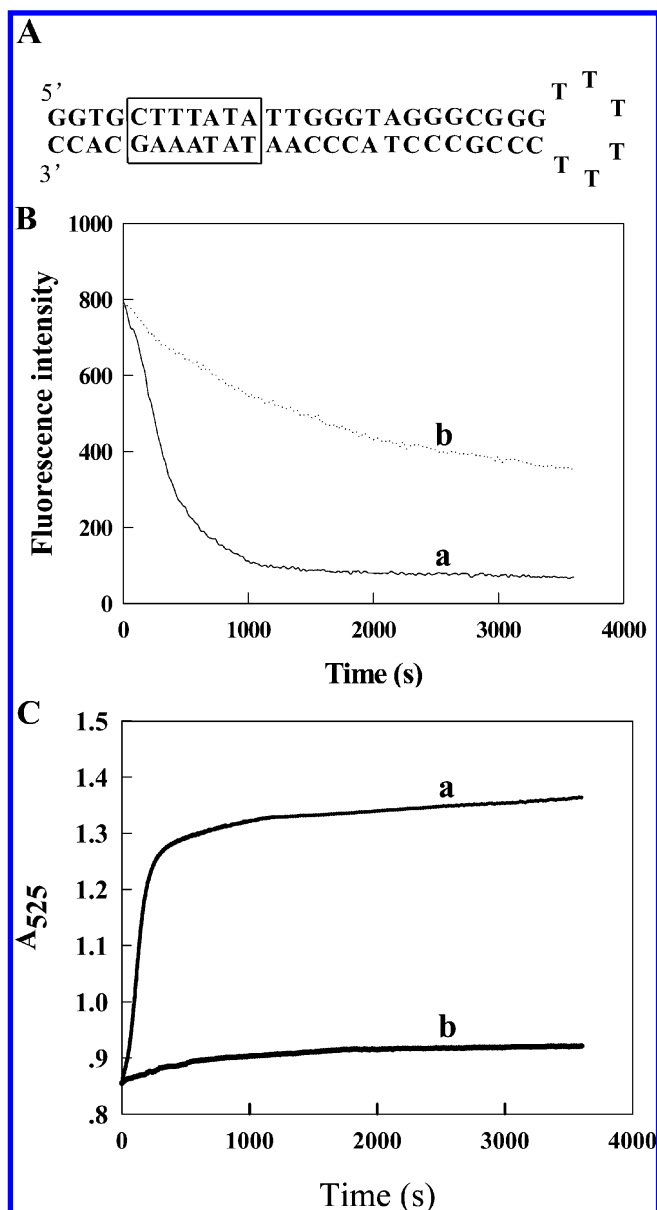 A
5’
GGTG CTTTATA TTGGGTAGGGCGGG
CCAC GAAATAT AACCCATCCCGCCC
3’
T
T
T
T
T
T
B
1000
800
600
400
200
0
Fluorescence intensity
b
a
0 1000 2000 3000 4000
Time (s)
C
1.5
1.4
1.3
1.2
1.1
1.0
.9
.8
A525
a
b
0 1000 2000 3000 4000
Time (s)